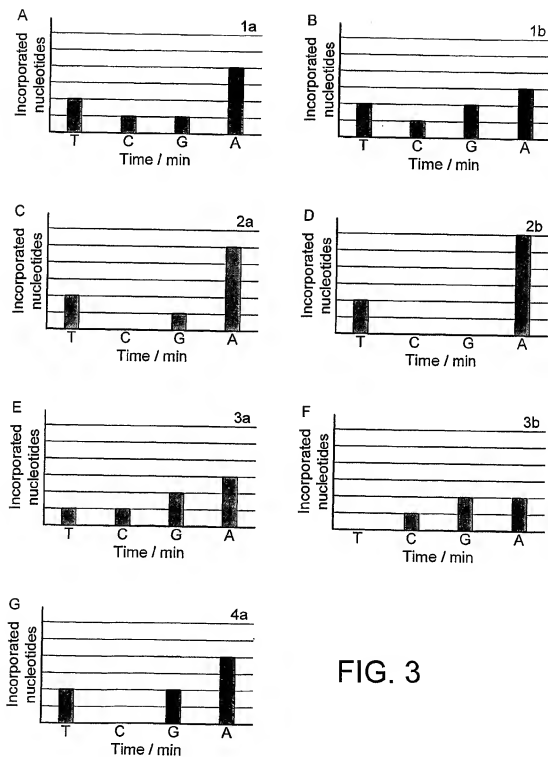 A
1a
Incorporated
nucleotides
T C G A
Time / min
B
1b
Incorporated
nucleotides
T C G A
Time / min
C
2a
Incorporated
nucleotides
T C G A
Time / min
D
2b
Incorporated
nucleotides
T C G A
Time / min
E
3a
Incorporated
nucleotides
T C G A
Time / min
F
3b
Incorporated
nucleotides
T C G A
Time / min
G
4a
Incorporated
nucleotides
T C G A
Time / min
FIG. 3